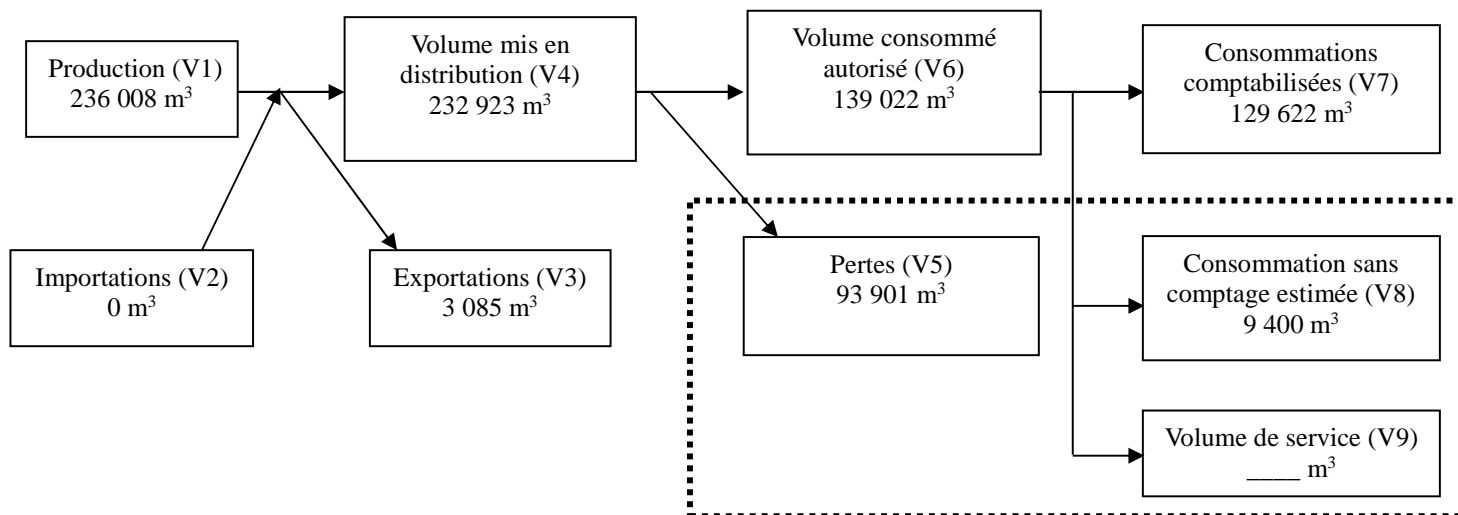 Production (V1)
236 008 m³
Volume mis en
distribution (V4)
232 923 m³
Volume consommé
autorisé (V6)
139 022 m³
Consommations
comptabilisées (V7)
129 622 m³
Importations (V2)
0 m³
Exportations (V3)
3 085 m³
Pertes (V5)
93 901 m³
Consommation sans
comptage estimée (V8)
9 400 m³
Volume de service (V9)
____ m³